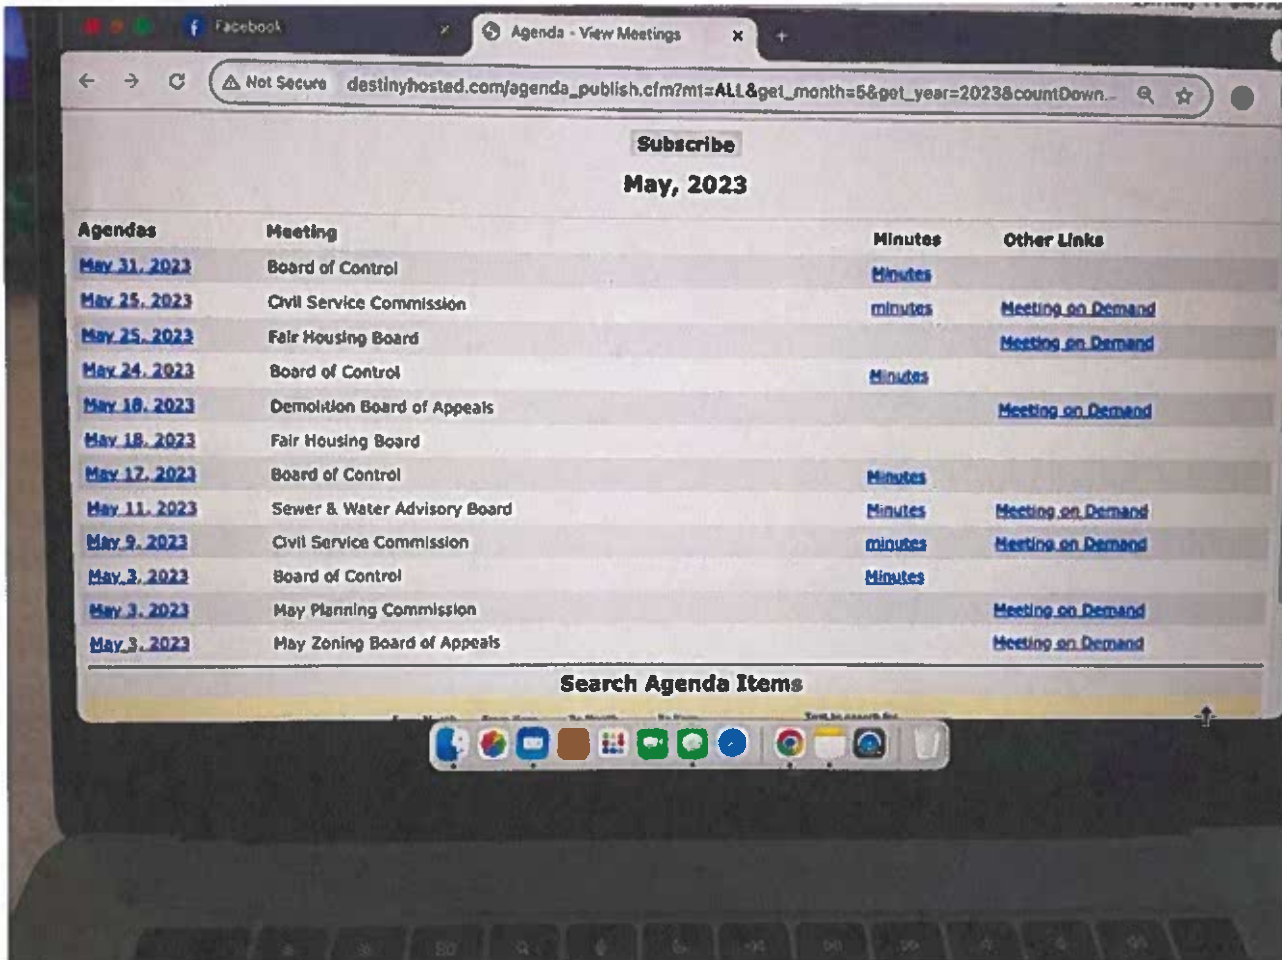 Facebook
Agenda - View Meetings
Not Secure destinyhosted.com/agenda_publish.cfm?mt=ALL&get_month=5&get_year=2023&countDown...
Subscribe
May, 2023
Agendas Meeting Minutes Other Links
May 31, 2023 Board of Control Minutes
May 25, 2023 Civil Service Commission minutes Meeting on Demand
May 25, 2023 Fair Housing Board Meeting on Demand
May 24, 2023 Board of Control Minutes
May 18, 2023 Demolition Board of Appeals Meeting on Demand
May 18, 2023 Fair Housing Board
May 17, 2023 Board of Control Minutes
May 11, 2023 Sewer & Water Advisory Board Minutes Meeting on Demand
May 9, 2023 Civil Service Commission minutes Meeting on Demand
May 3, 2023 Board of Control Minutes
May 3, 2023 May Planning Commission Meeting on Demand
May 3, 2023 May Zoning Board of Appeals Meeting on Demand
Search Agenda Items